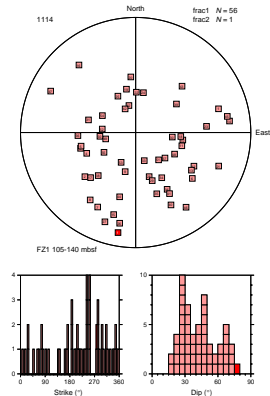 North
frac1 N = 56
1114
frac2 N = 1
East
FZ1 105-140 mbsf
4
3
2
1
0
0 90 180 270 360
Strike (°)
10
5
0
0 30 60 90
Dip (°)